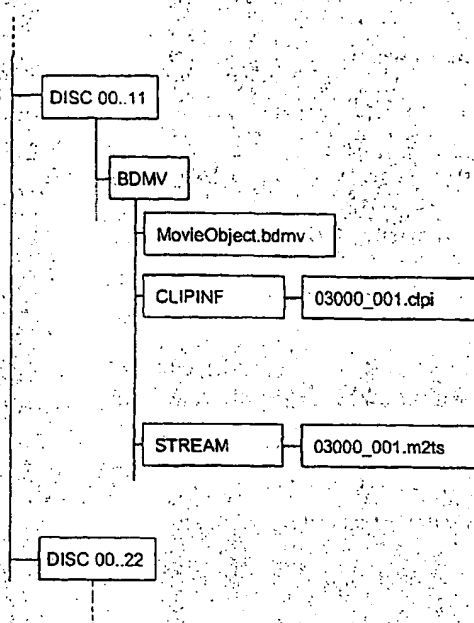 DISC 00..11
BDMV
MovieObject.bdmv
CLIPINF
03000_001.clpi
STREAM
03000_001.m2ts
DISC 00..22